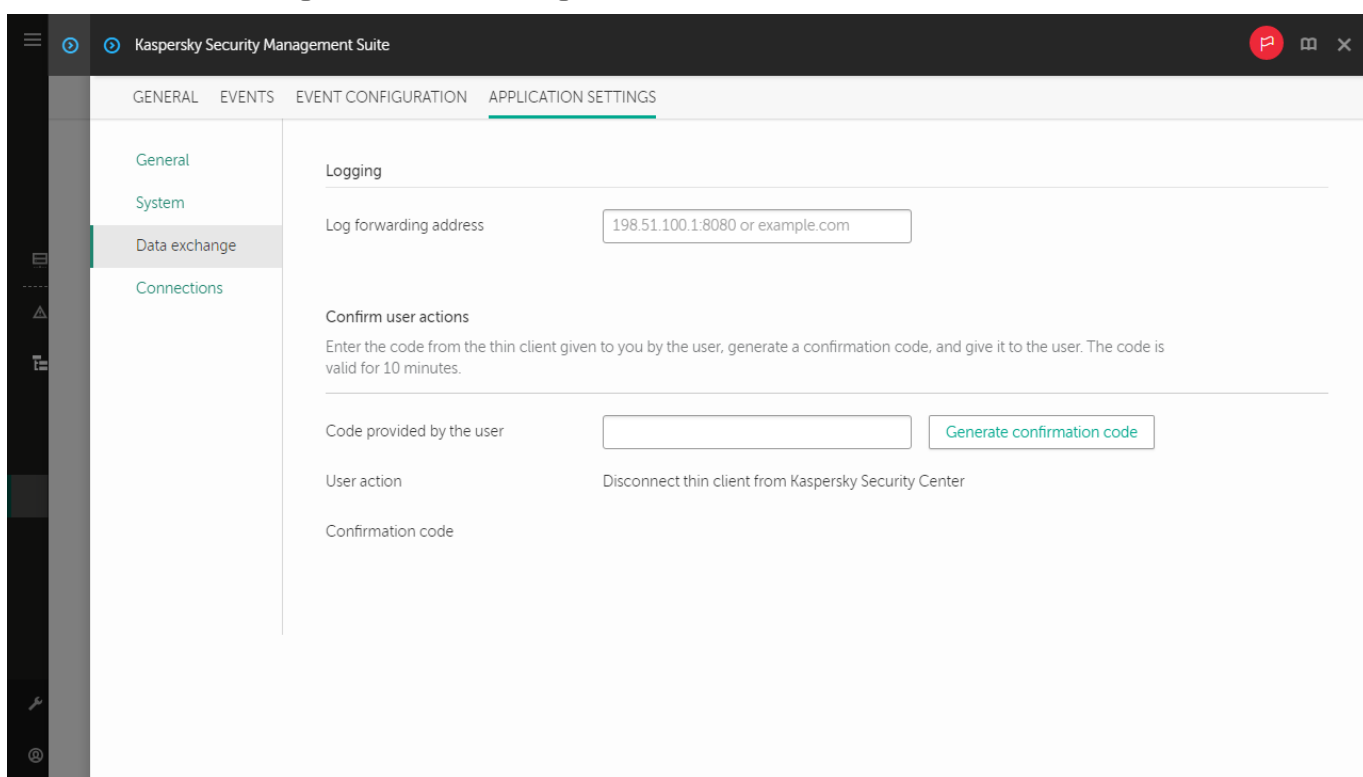 Kaspersky Security Management Suite
GENERAL EVENTS EVENT CONFIGURATION APPLICATION SETTINGS
General
System
Data exchange
Connections
Logging
Log forwarding address 198.51.100.1:8080 or example.com
Confirm user actions
Enter the code from the thin client given to you by the user, generate a confirmation code, and give it to the user. The code is
valid for 10 minutes.
Code provided by the user Generate confirmation code
User action Disconnect thin client from Kaspersky Security Center
Confirmation code